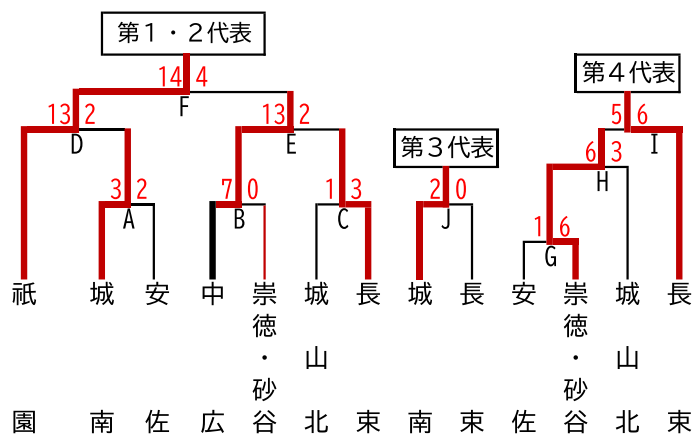 第１・２代表
14 4
F
第４代表
13 2
D
13 2
E
第３代表
5 6
I
6 3
H
3 2
A
7 0
B
1 3
C
2 0
J
1 6
G
祇園
城南
安佐
中広
崇徳・砂谷
城山北
長束
城南
長束
安佐
崇徳・砂谷
城山北
長束